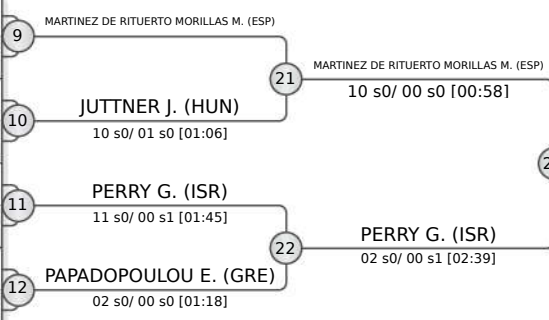 MARTINEZ DE RITUERTO MORILLAS M. (ESP)
9
21
MARTINEZ DE RITUERTO MORILLAS M. (ESP)
10 s0/ 00 s0 [00:58]
JUTTNER J. (HUN)
10
10 s0/ 01 s0 [01:06]
PERRY G. (ISR)
11
11 s0/ 00 s1 [01:45]
22
PERRY G. (ISR)
02 s0/ 00 s1 [02:39]
PAPADOPOULOU E. (GRE)
12
02 s0/ 00 s0 [01:18]